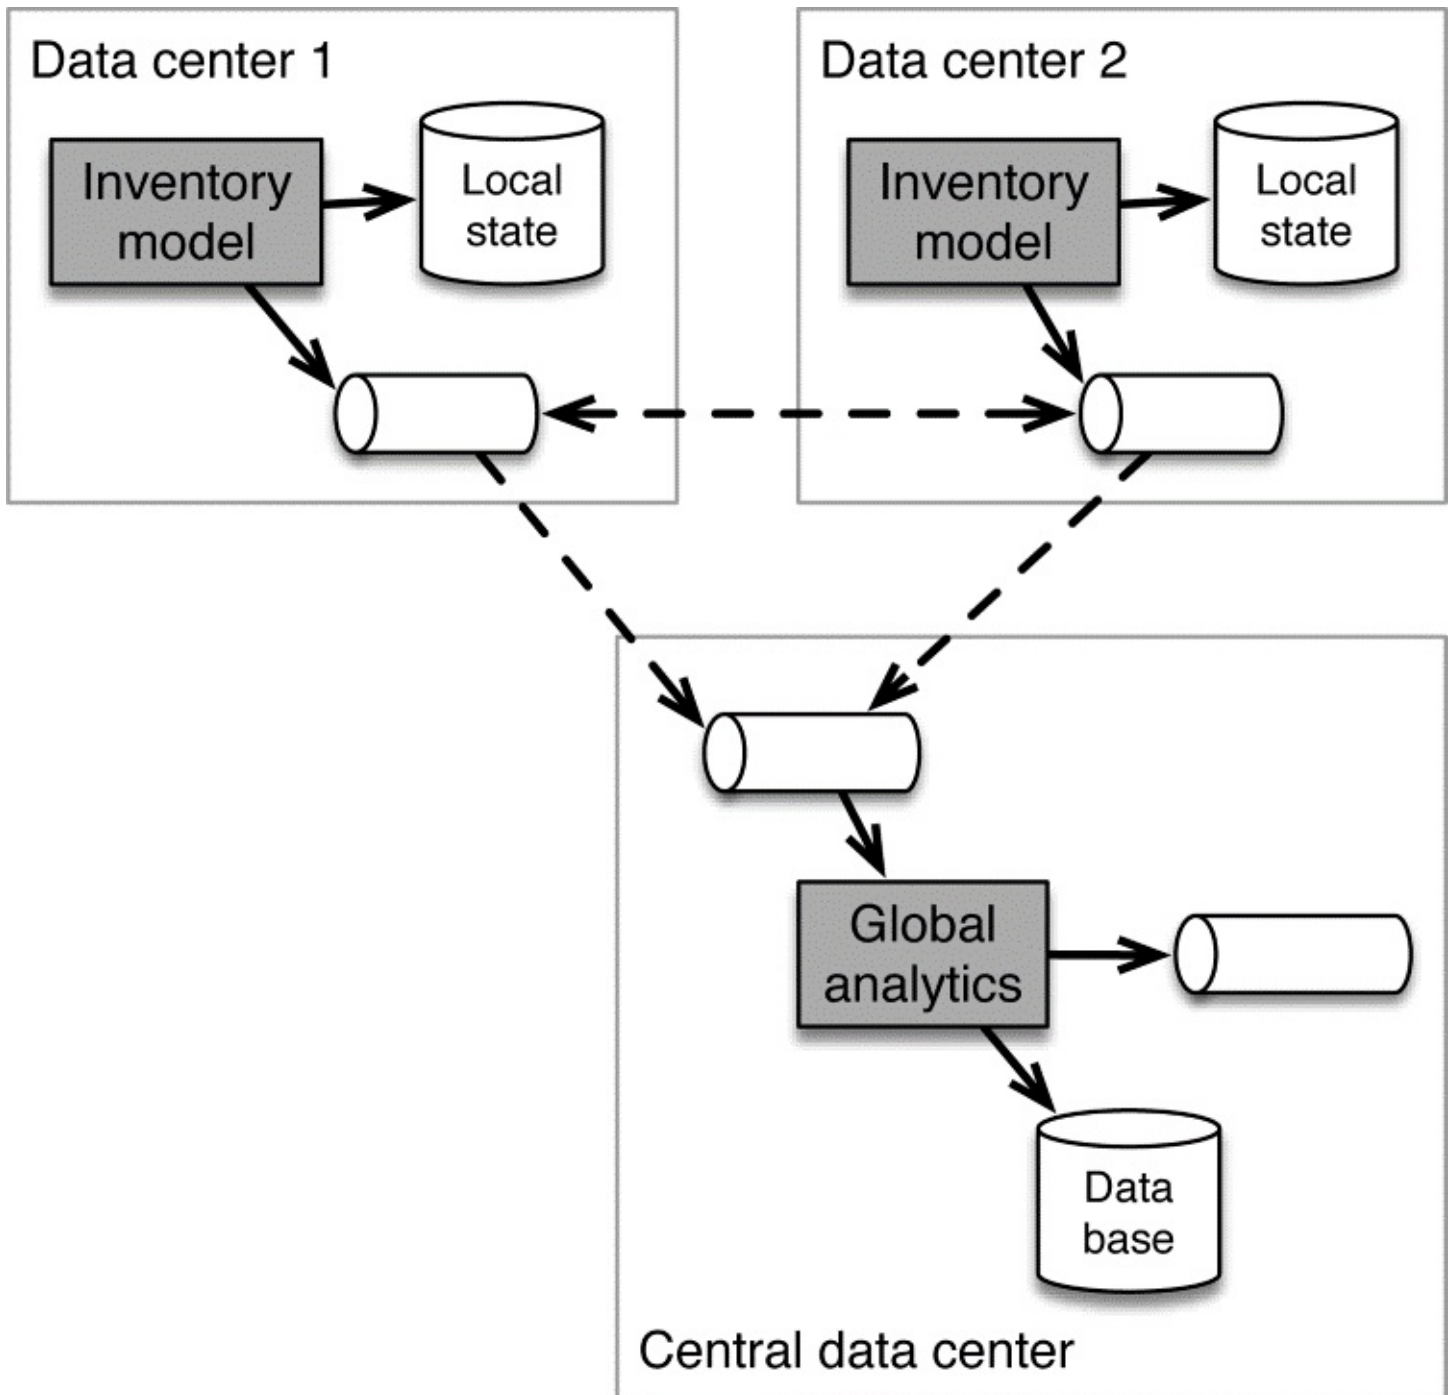 Data center 1
Inventory
model
Local
state
Data center 2
Inventory
model
Local
state
Global
analytics
Data
base
Central data center